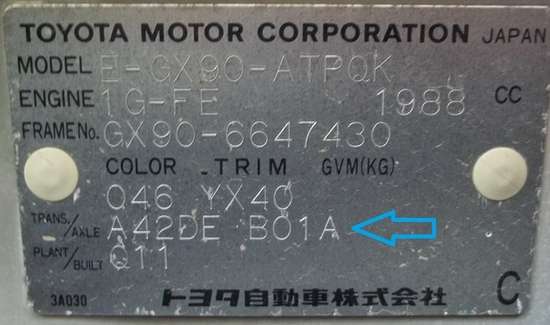 TOYOTA MOTOR CORPORATION JAPAN
MODEL E-GX90-ATPQK
ENGINE 1G-FE 1988 CC
FRAME No. GX90-6647430
COLOR TRIM GVM(KG)
Q46 YX40
TRANS./AXLE A42DE B01A
PLANT/BUILT Q11
3A030 トヨタ自動車株式会社 C